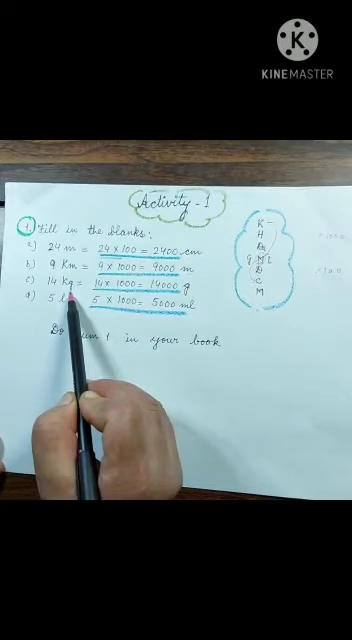 K
KINEMASTER
Activity-1
1. Fill in the blanks:
a) 24 m = 24 × 100 = 2400 cm
b) 9 Km = 9 × 1000 = 9000 m
c) 14 Kg = 14 × 1000 = 14000 g
d) 5 l 5 × 1000 = 5000 ml
Do sum 1 in your book
K
H
g M l
D
C
M